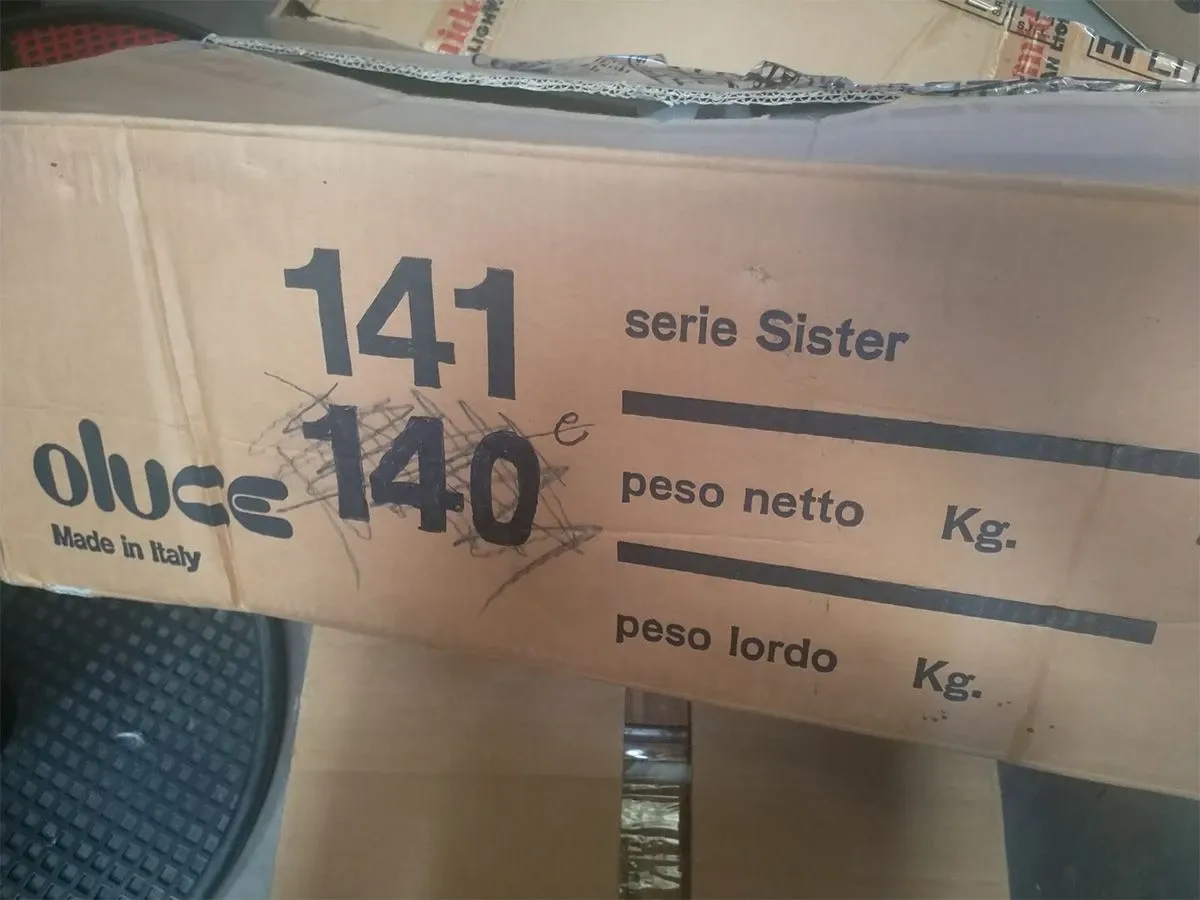 141
serie Sister
140 e
oluce
Made in Italy
peso netto Kg.
peso lordo Kg.